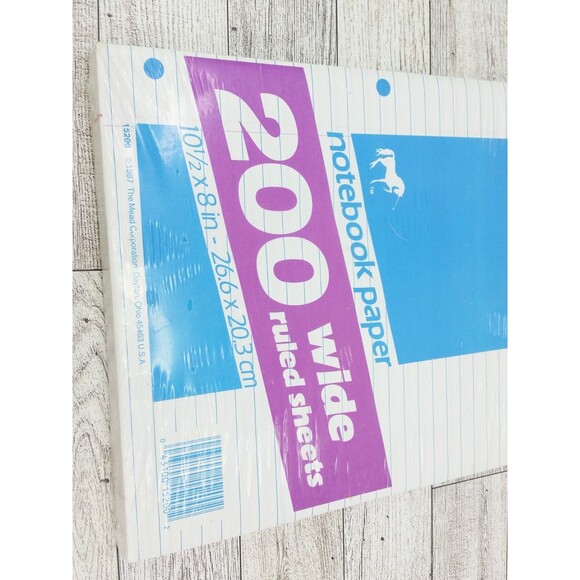 notebook paper
TM
200 wide
ruled sheets
10 1/2 x 8 in - 26.6 x 20.3 cm
15200 ©1987, The Mead Corporation, Dayton, Ohio 45463 U.S.A.